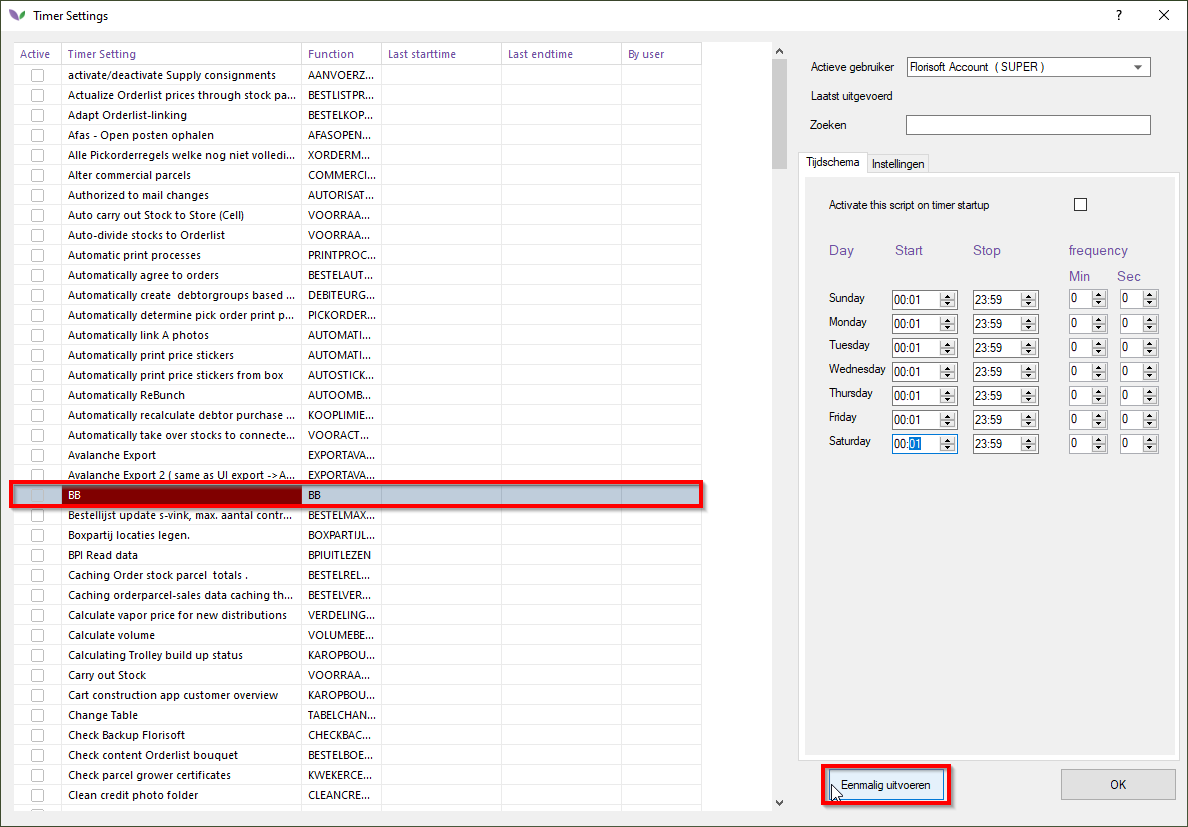 Timer Settings
?
Active Timer Setting Function Last starttime Last endtime By user
activate/deactivate Supply consignments AANVOERZ...
Actualize Orderlist prices through stock pa... BESTLISTPR...
Adapt Orderlist-linking BESTELKOP...
Afas - Open posten ophalen AFASOPEN...
Alle Pickorderregels welke nog niet volledi... XORDERM...
Alter commercial parcels COMMERCI...
Authorized to mail changes AUTORISAT...
Auto carry out Stock to Store (Cell) VOORRAA...
Auto-divide stocks to Orderlist VOORRAA...
Automatic print processes PRINTPROC...
Automatically agree to orders BESTELAUT...
Automatically create  debtorgroups based ... DEBITEURG...
Automatically determine pick order print p... PICKORDER...
Automatically link A photos AUTOMATI...
Automatically print price stickers AUTOMATI...
Automatically print price stickers from box AUTOSTICK...
Automatically ReBunch AUTOOMB...
Automatically recalculate debtor purchase ... KOOPLIMIE...
Automatically take over stocks to connecte... VOORACT...
Avalanche Export EXPORTAVA...
Avalanche Export 2 ( same as UI export ->A... EXPORTAVA...
BB BB
Bestellijst update s-vink, max. aantal contr... BESTELMAX...
Boxpartij locaties legen. BOXPARTIJL...
BPI Read data BPIUITLEZEN
Caching Order stock parcel  totals . BESTELREL...
Caching orderparcel-sales data caching th... BESTELVER...
Calculate vapor price for new distributions VERDELING...
Calculate volume VOLUMEBE...
Calculating Trolley build up status KAROPBOU...
Carry out Stock VOORRAA...
Cart construction app customer overview KAROPBOU...
Change Table TABELCHAN...
Check Backup Florisoft CHECKBAC...
Check content Orderlist bouquet BESTELBOE...
Check parcel grower certificates KWEKERCE...
Clean credit photo folder CLEANCRE...
Actieve gebruiker Florisoft Account  ( SUPER )
Laatst uitgevoerd
Zoeken
Tijdschema Instellingen
Activate this script on timer startup
Day Start Stop frequency
Min Sec
Sunday 00:01 23:59 0 0
Monday 00:01 23:59 0 0
Tuesday 00:01 23:59 0 0
Wednesday 00:01 23:59 0 0
Thursday 00:01 23:59 0 0
Friday 00:01 23:59 0 0
Saturday 00:01 23:59 0 0
Eenmalig uitvoeren OK